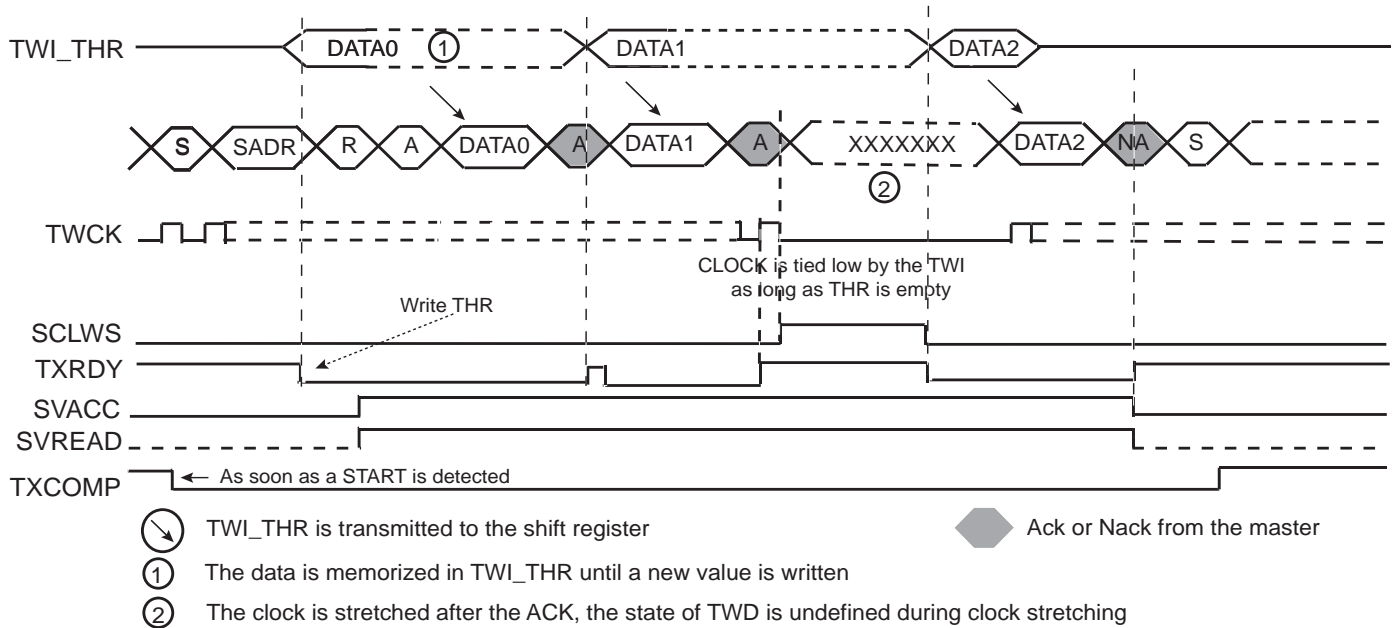 TWI_THR DATA0 1 DATA1 DATA2
S SADR R A DATA0 A DATA1 A XXXXXXX DATA2 NA S
2
TWCK
CLOCK is tied low by the TWI
as long as THR is empty
Write THR
SCLWS
TXRDY
SVACC
SVREAD
TXCOMP As soon as a START is detected
TWI_THR is transmitted to the shift register Ack or Nack from the master
1 The data is memorized in TWI_THR until a new value is written
2 The clock is stretched after the ACK, the state of TWD is undefined during clock stretching